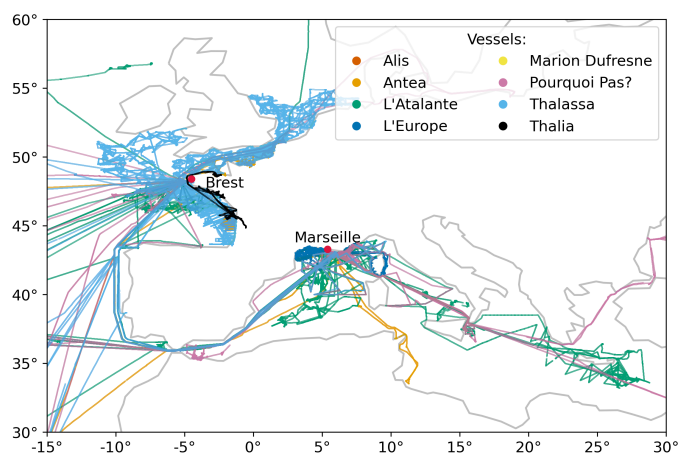 60°
Vessels:
Alis
Marion Dufresne
55°
Antea
Pourquoi Pas?
L'Atalante
Thalassa
L'Europe
Thalia
50°
Brest
45°
Marseille
40°
35°
30°
-15° -10° -5° 0° 5° 10° 15° 20° 25° 30°